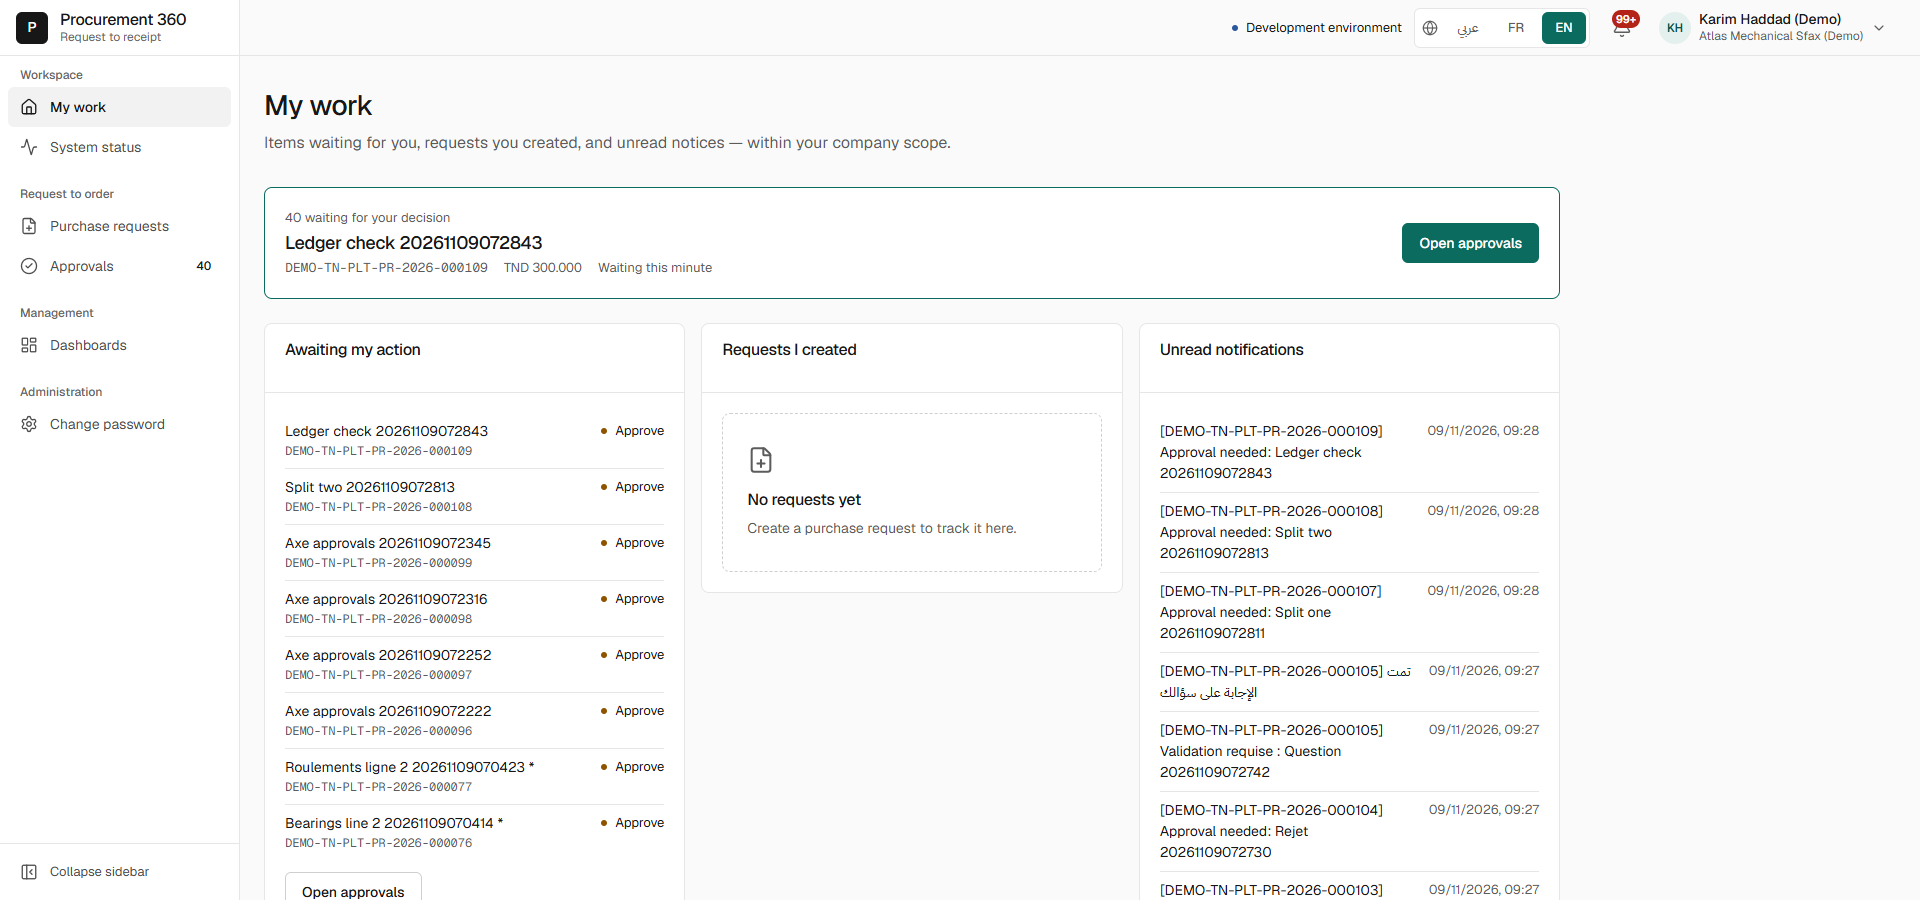 P
Procurement 360
Request to receipt
Development environment
عربي
FR
EN
99+
KH
Karim Haddad (Demo)
Atlas Mechanical Sfax (Demo)
Workspace
My work
System status
Request to order
Purchase requests
Approvals 40
Management
Dashboards
Administration
Change password
Collapse sidebar
My work
Items waiting for you, requests you created, and unread notices — within your company scope.
40 waiting for your decision
Ledger check 20261109072843
DEMO-TN-PLT-PR-2026-000109 TND 300.000 Waiting this minute
Open approvals
Awaiting my action
Ledger check 20261109072843 Approve
DEMO-TN-PLT-PR-2026-000109
Split two 20261109072813 Approve
DEMO-TN-PLT-PR-2026-000108
Axe approvals 20261109072345 Approve
DEMO-TN-PLT-PR-2026-000099
Axe approvals 20261109072316 Approve
DEMO-TN-PLT-PR-2026-000098
Axe approvals 20261109072252 Approve
DEMO-TN-PLT-PR-2026-000097
Axe approvals 20261109072222 Approve
DEMO-TN-PLT-PR-2026-000096
Roulements ligne 2 20261109070423 * Approve
DEMO-TN-PLT-PR-2026-000077
Bearings line 2 20261109070414 * Approve
DEMO-TN-PLT-PR-2026-000076
Open approvals
Requests I created
No requests yet
Create a purchase request to track it here.
Unread notifications
[DEMO-TN-PLT-PR-2026-000109] 09/11/2026, 09:28
Approval needed: Ledger check
20261109072843
[DEMO-TN-PLT-PR-2026-000108] 09/11/2026, 09:28
Approval needed: Split two
20261109072813
[DEMO-TN-PLT-PR-2026-000107] 09/11/2026, 09:28
Approval needed: Split one
20261109072811
[DEMO-TN-PLT-PR-2026-000105] تمت 09/11/2026, 09:27
الإجابة على سؤالك
[DEMO-TN-PLT-PR-2026-000105] 09/11/2026, 09:27
Validation requise : Question
20261109072742
[DEMO-TN-PLT-PR-2026-000104] 09/11/2026, 09:27
Approval needed: Rejet
20261109072730
[DEMO-TN-PLT-PR-2026-000103] 09/11/2026, 09:27